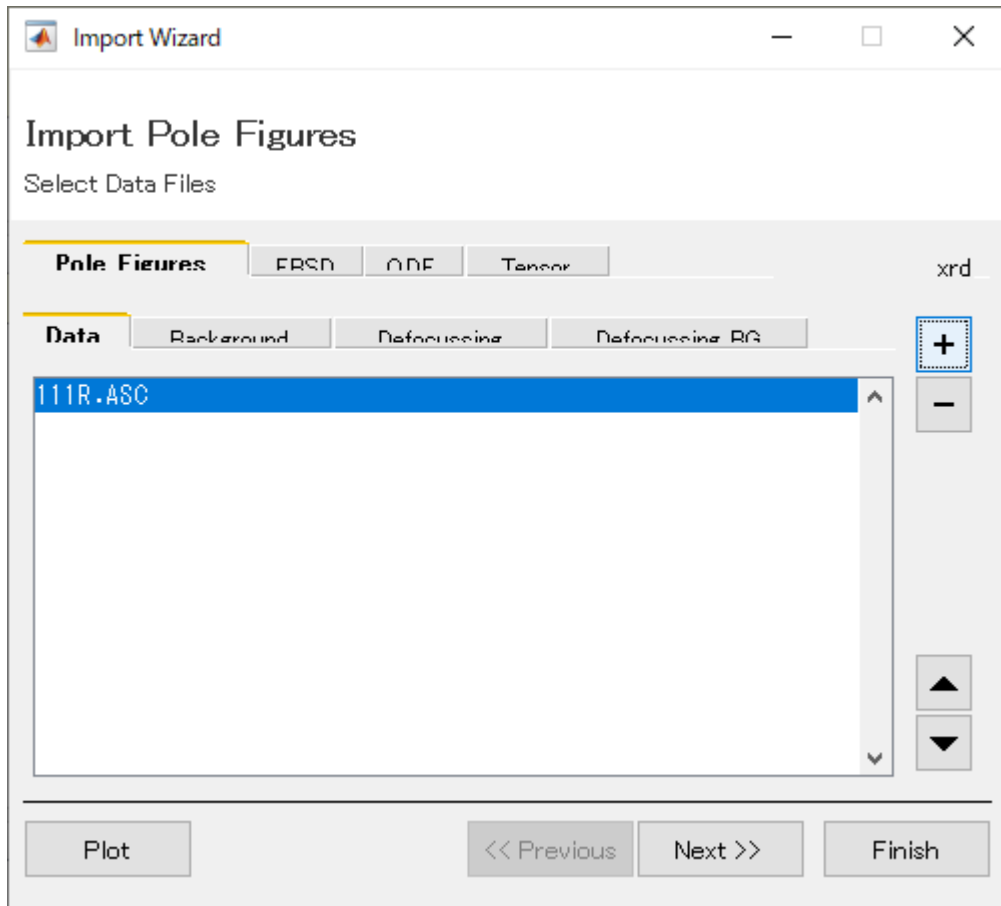 Import Wizard
Import Pole Figures
Select Data Files
Pole Figures EBSD ODF Tensor
xrd
Data Background Defocussing Defocussing BG
+
111R.ASC
−
Plot << Previous Next >> Finish